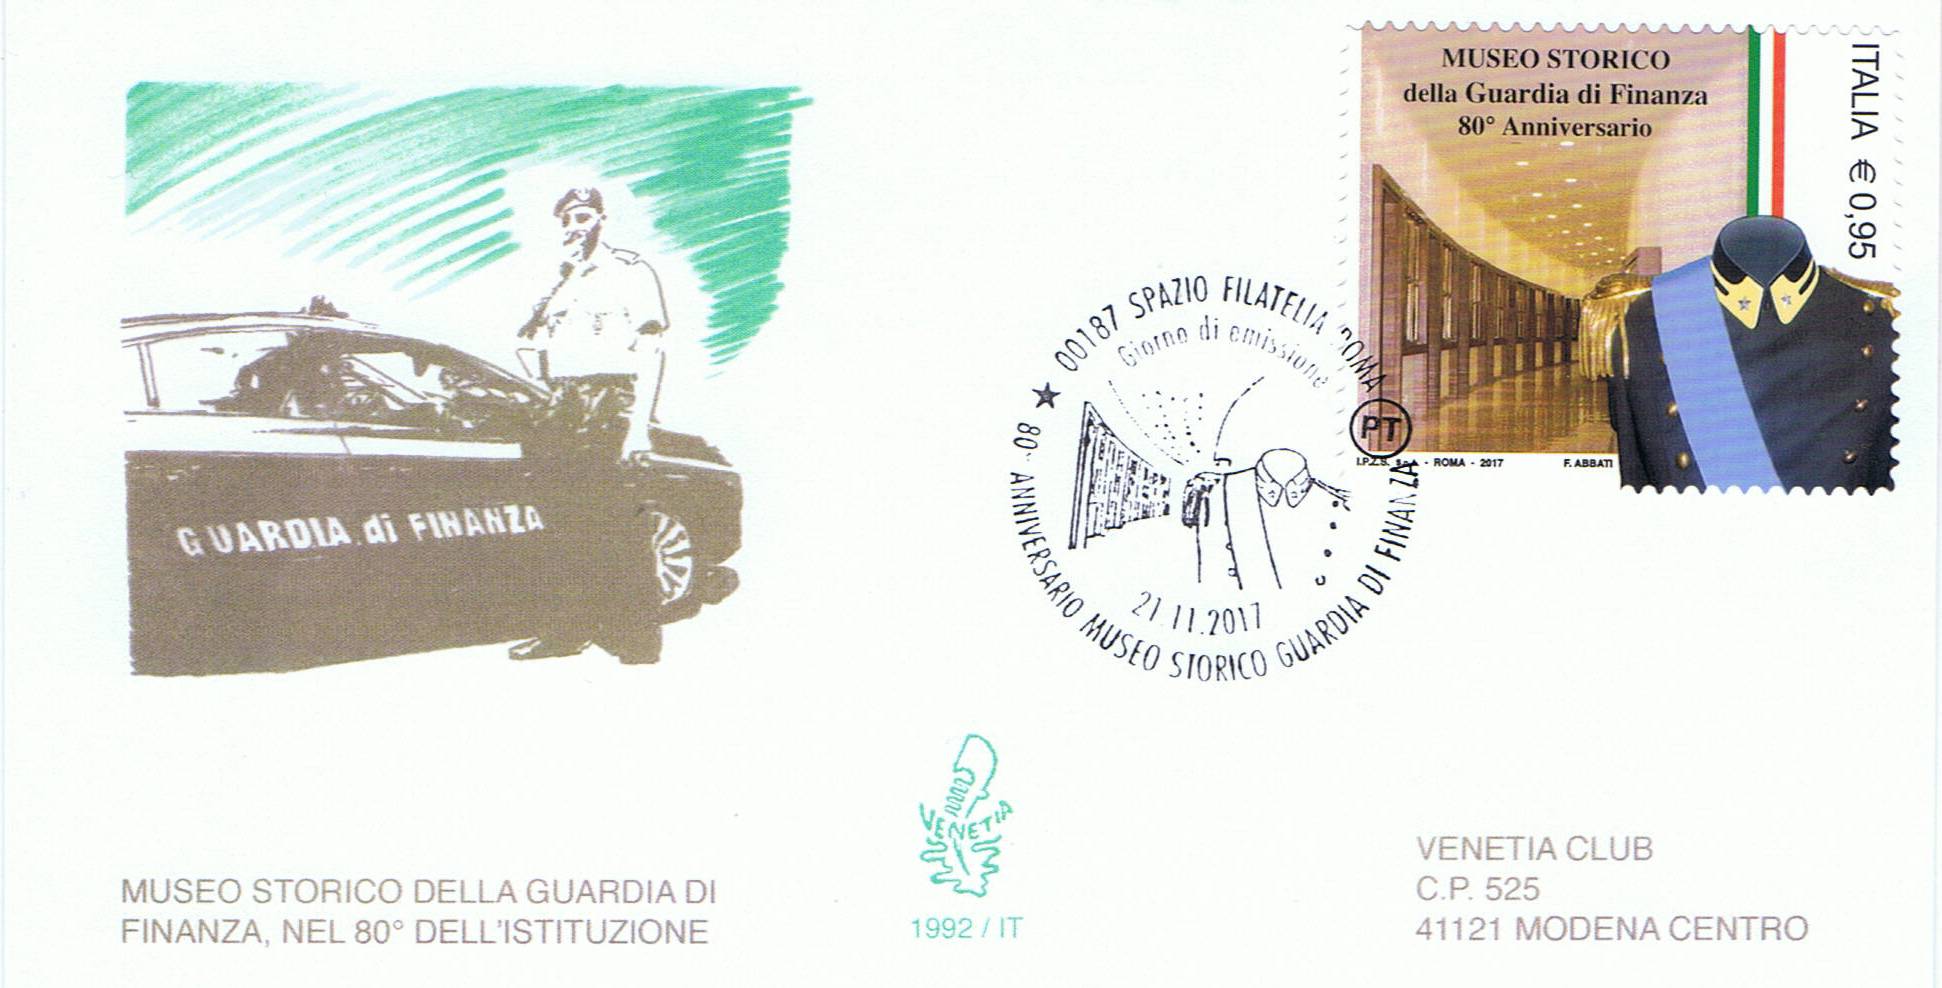 MUSEO STORICO
della Guardia di Finanza
80° Anniversario
ITALIA € 0,95
I.P.Z.S. S.p.A. - ROMA - 2017
F. ABBATI
00187 SPAZIO FILATELIA ROMA
Giorno di emissione
PT
21.11.2017
80° ANNIVERSARIO MUSEO STORICO GUARDIA DI FINANZA
GUARDIA di FINANZA
VENETIA
1992 / IT
MUSEO STORICO DELLA GUARDIA DI
FINANZA, NEL 80° DELL'ISTITUZIONE
VENETIA CLUB
C.P. 525
41121 MODENA CENTRO